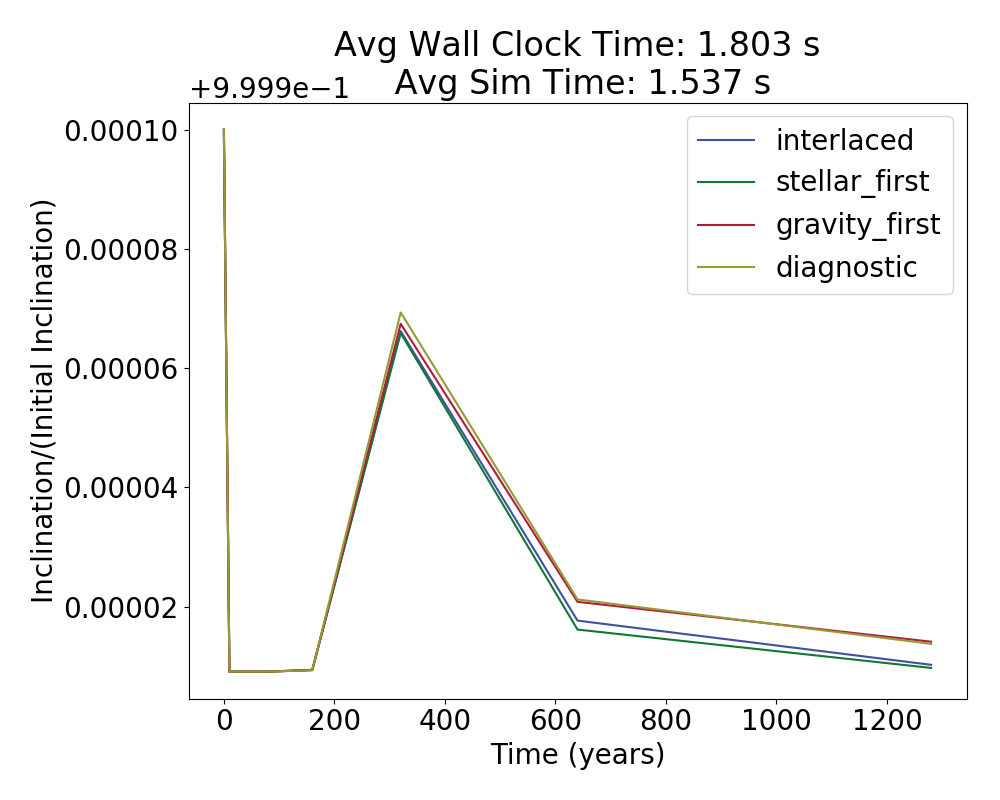 Avg Wall Clock Time: 1.803 s
Avg Sim Time: 1.537 s
+9.999e−1
0.00010
0.00008
0.00006
0.00004
0.00002
Inclination/(Initial Inclination)
interlaced
stellar_first
gravity_first
diagnostic
0 200 400 600 800 1000 1200
Time (years)